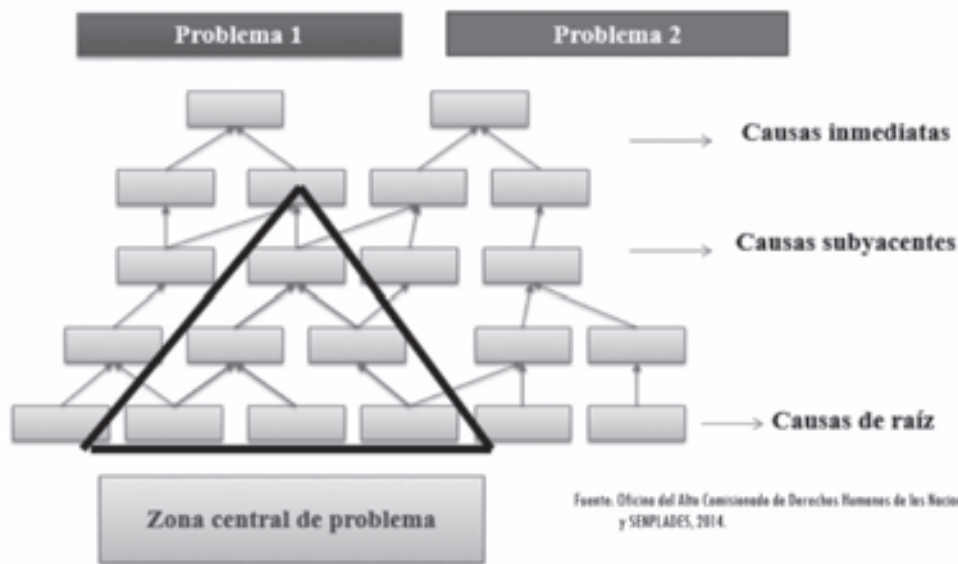 Problema 1
Problema 2
Causas inmediatas
Causas subyacentes
Causas de raíz
Zona central de problema
Fuente: Oficina del Alto Comisionado de Derechos Humanos de las Nacio
y SENPLADES, 2014.